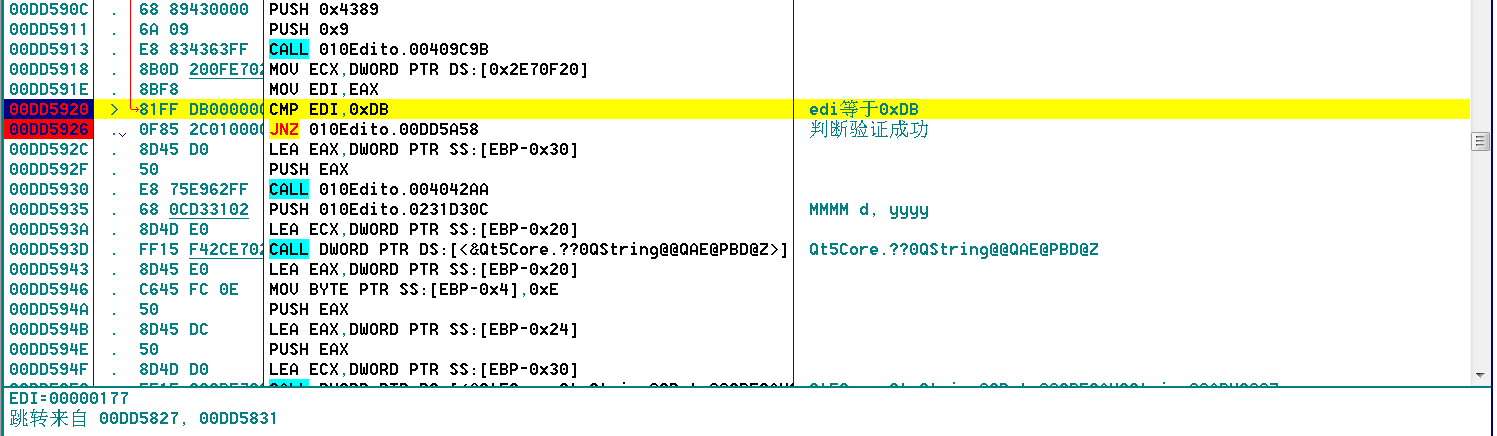 00DD590C . 68 89430000 PUSH 0x4389
00DD5911 . 6A 09 PUSH 0x9
00DD5913 . E8 834363FF CALL 010Edito.00409C9B
00DD5918 . 8B0D 200FE702 MOV ECX,DWORD PTR DS:[0x2E70F20]
00DD591E . 8BF8 MOV EDI,EAX
00DD5920 > 81FF DB000000 CMP EDI,0xDB edi等于0xDB
00DD5926 . 0F85 2C010000 JNZ 010Edito.00DD5A58 判断验证成功
00DD592C . 8D45 D0 LEA EAX,DWORD PTR SS:[EBP-0x30]
00DD592F . 50 PUSH EAX
00DD5930 . E8 75E962FF CALL 010Edito.004042AA
00DD5935 . 68 0CD33102 PUSH 010Edito.0231D30C MMMM d, yyyy
00DD593A . 8D4D E0 LEA ECX,DWORD PTR SS:[EBP-0x20]
00DD593D . FF15 F42CE702 CALL DWORD PTR DS:[<&Qt5Core.??0QString@@QAE@PBD@Z>] Qt5Core.??0QString@@QAE@PBD@Z
00DD5943 . 8D45 E0 LEA EAX,DWORD PTR SS:[EBP-0x20]
00DD5946 . C645 FC 0E MOV BYTE PTR SS:[EBP-0x4],0xE
00DD594A . 50 PUSH EAX
00DD594B . 8D45 DC LEA EAX,DWORD PTR SS:[EBP-0x24]
00DD594E . 50 PUSH EAX
00DD594F . 8D4D D0 LEA ECX,DWORD PTR SS:[EBP-0x30]
EDI=00000177
跳转来自 00DD5827, 00DD5831